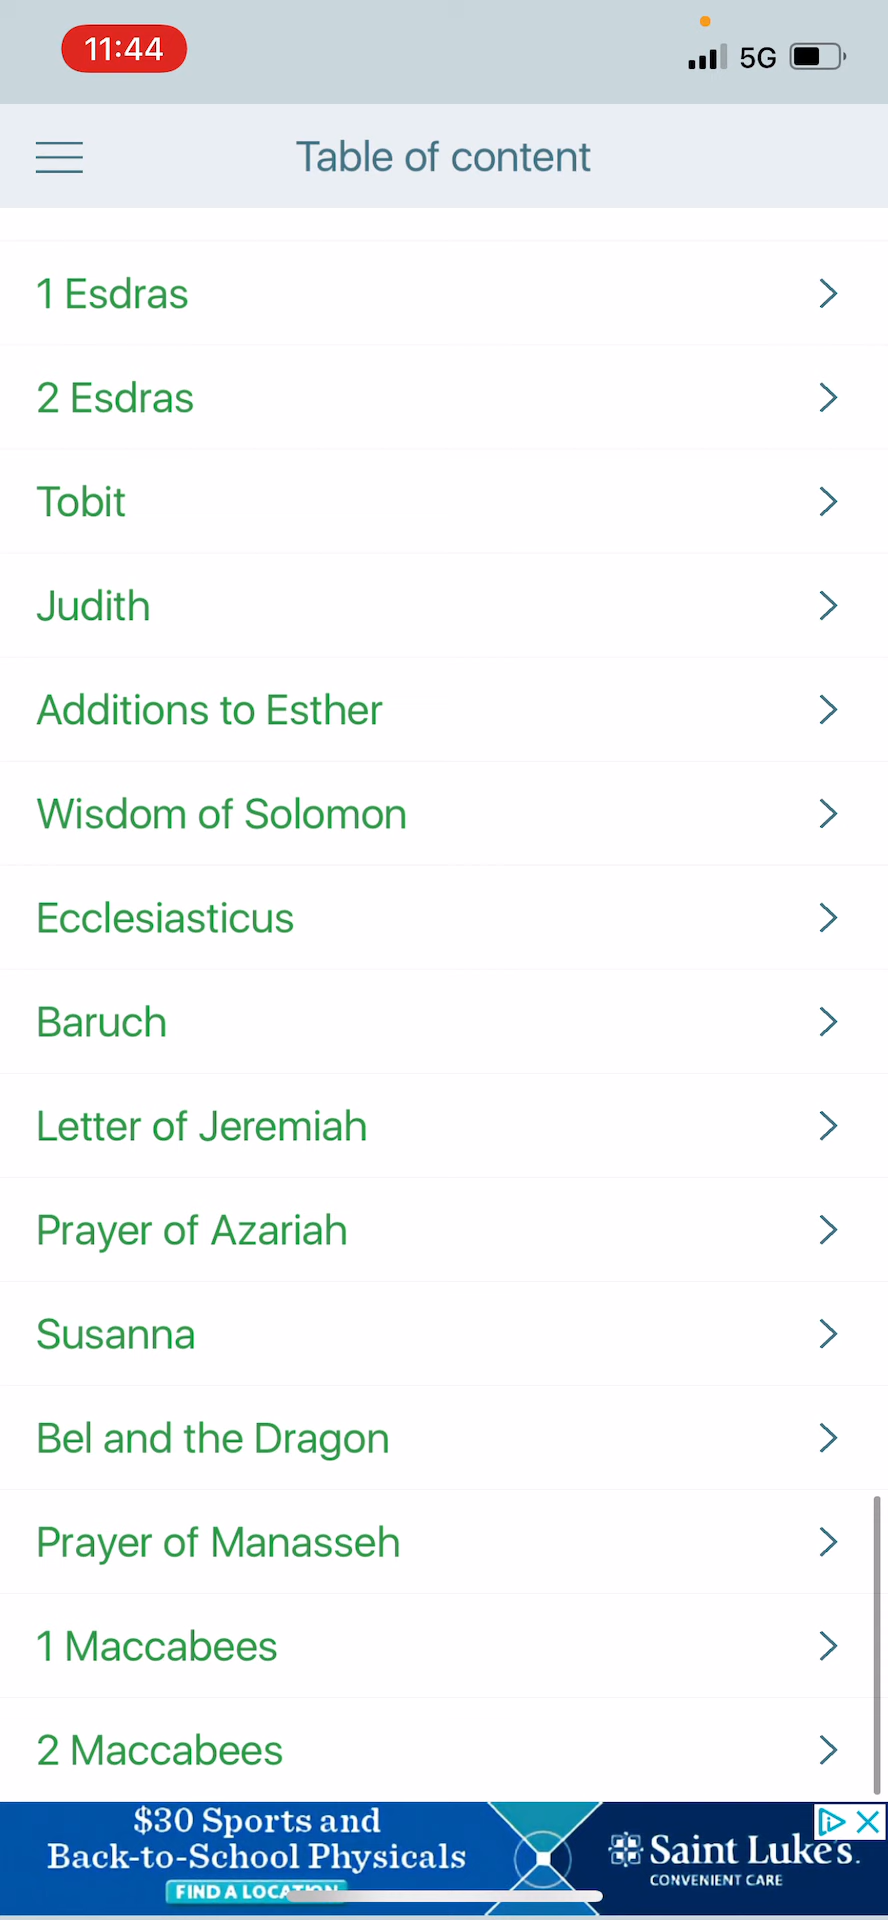 11:44
5G
Table of content
1 Esdras
2 Esdras
Tobit
Judith
Additions to Esther
Wisdom of Solomon
Ecclesiasticus
Baruch
Letter of Jeremiah
Prayer of Azariah
Susanna
Bel and the Dragon
Prayer of Manasseh
1 Maccabees
2 Maccabees
$30 Sports and
Back-to-School Physicals
FIND A LOCATION
Saint Luke's.
CONVENIENT CARE